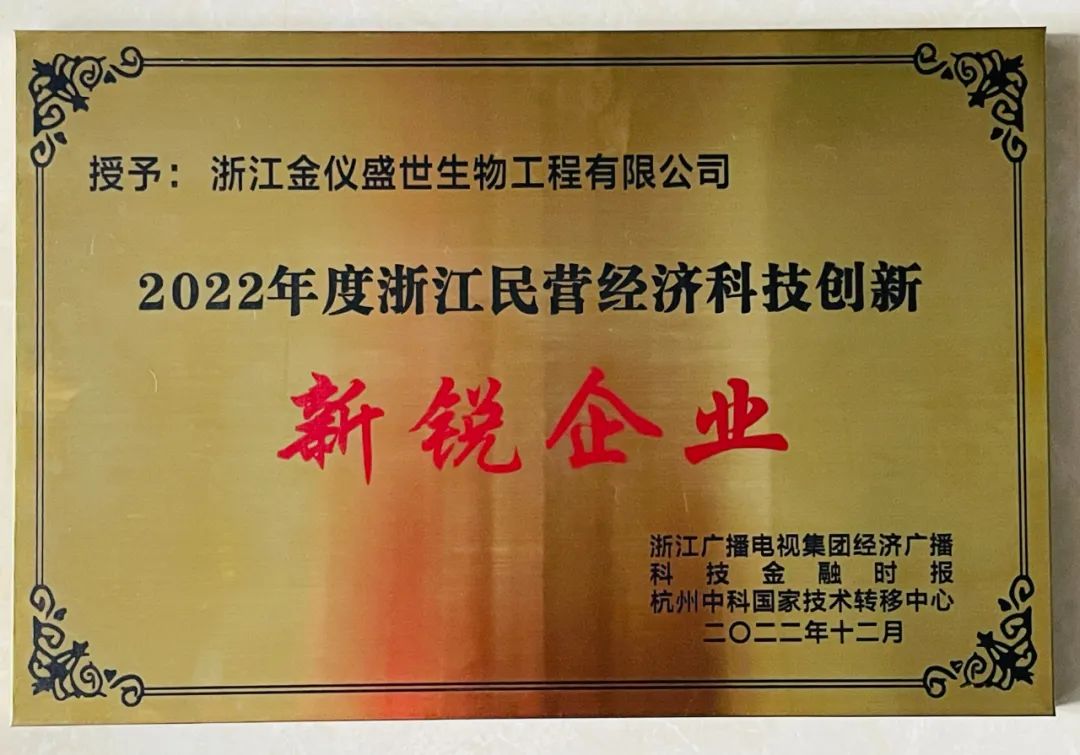 授予：浙江金仪盛世生物工程有限公司
2022年度浙江民营经济科技创新
新锐企业
浙江广播电视集团经济广播
科技金融时报
杭州中科国家技术转移中心
二〇二二年十二月